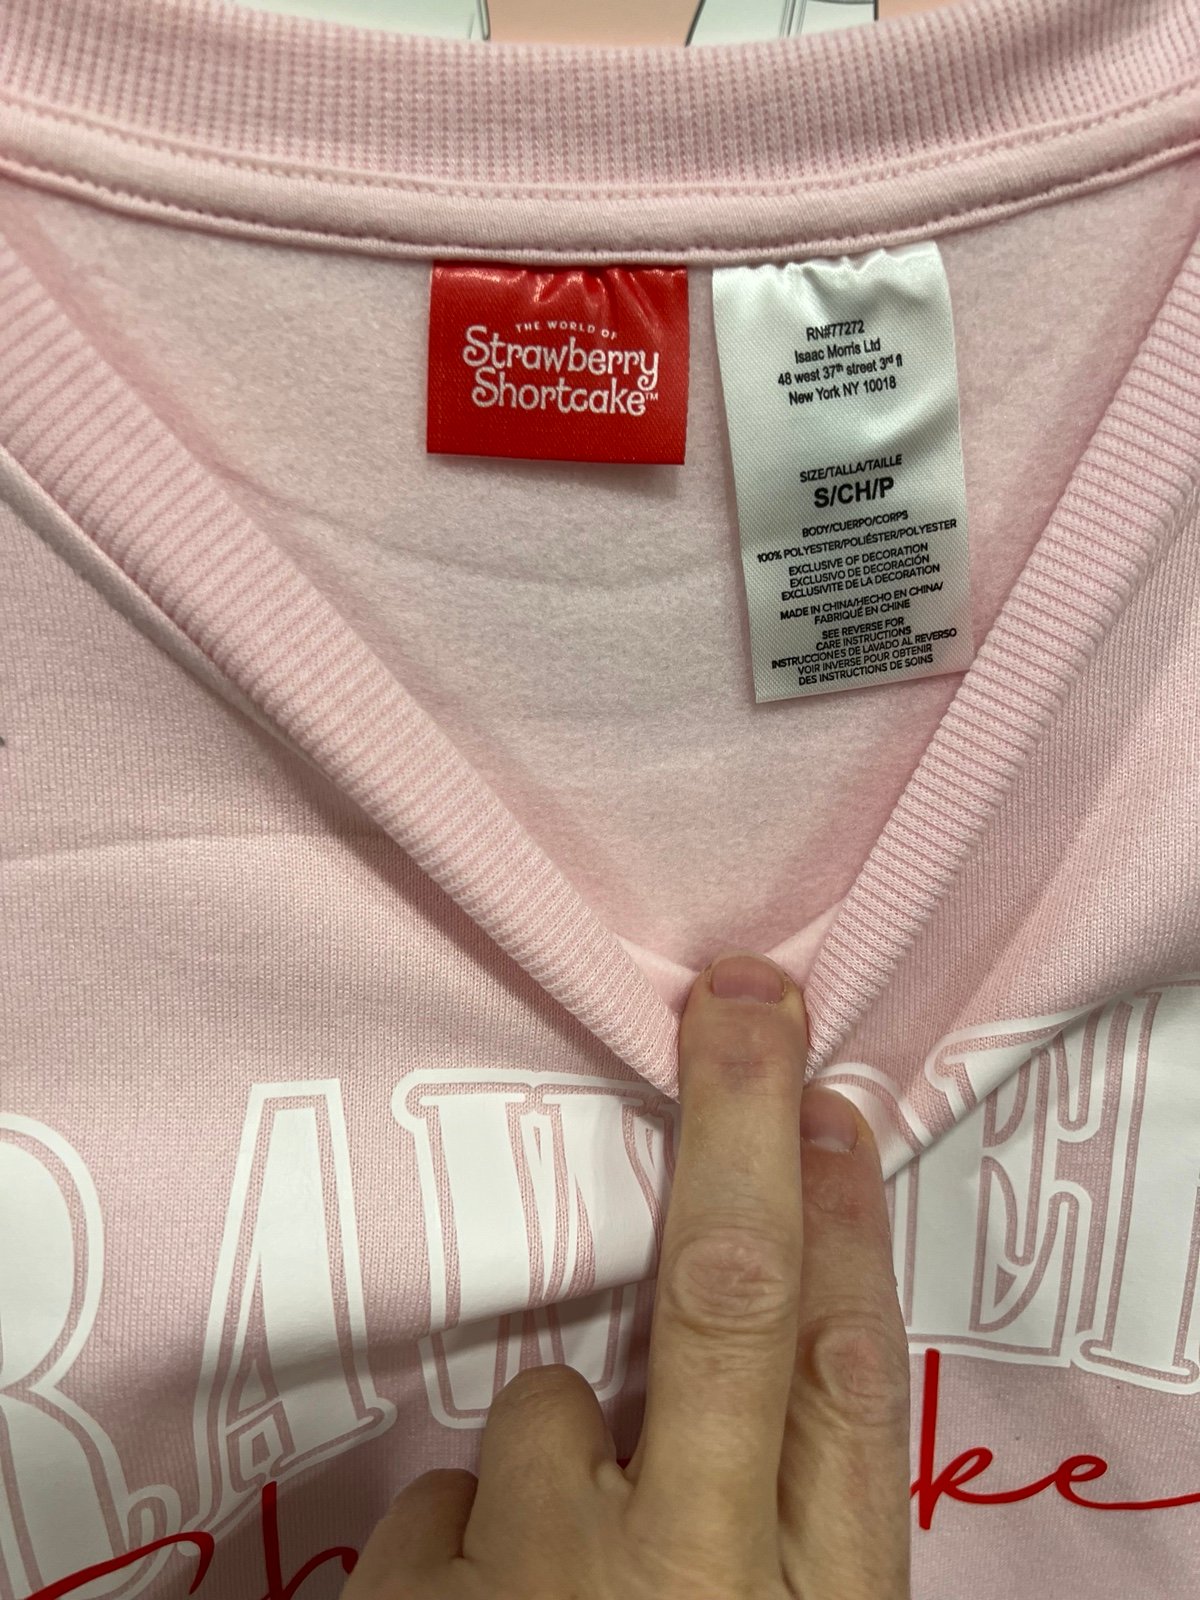 THE WORLD OF
Strawberry
Shortcake™
RN#77272
Isaac Morris Ltd
48 west 37th street 3rd fl
New York NY 10018
SIZE/TALLA/TAILLE
S/CH/P
BODY/CUERPO/CORPS
100% POLYESTER/POLIÉSTER/POLYESTER
EXCLUSIVE OF DECORATION
EXCLUSIVO DE DECORACIÓN
EXCLUSIVITE DE LA DECORATION
MADE IN CHINA/HECHO EN CHINA/
FABRIQUÉ EN CHINE
SEE REVERSE FOR
CARE INSTRUCTIONS
INSTRUCCIONES DE LAVADO AL REVERSO
VOIR INVERSE POUR OBTENIR
DES INSTRUCTIONS DE SOINS